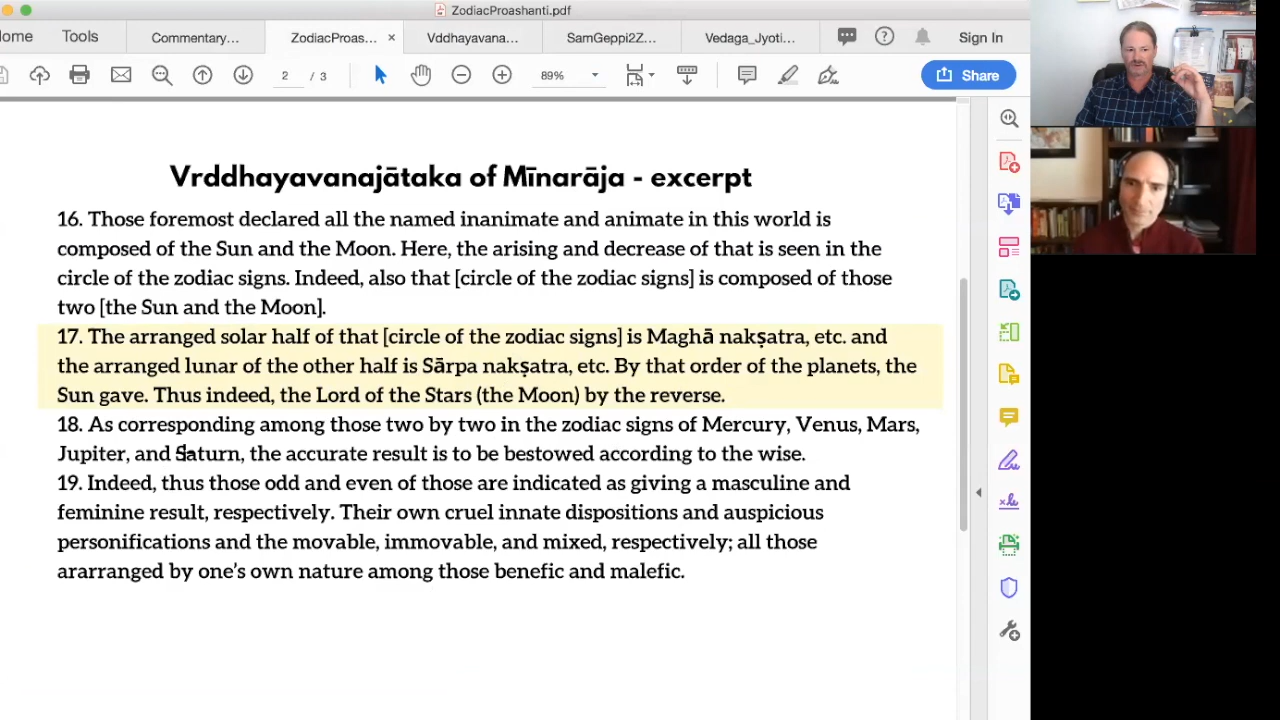 ZodiacProashanti.pdf
ome
Tools
Commentary...
ZodiacProas... ×
Vddhayavata...
SamGeppi2Z...
Vedaga_Jyoti...
Sign In
2 / 3
89%
Share
Vrddhayavanajātaka of Mīnarāja - excerpt
16. Those foremost declared all the named inanimate and animate in this world is
composed of the Sun and the Moon. Here, the arising and decrease of that is seen in the
circle of the zodiac signs. Indeed, also that [circle of the zodiac signs] is composed of those
two [the Sun and the Moon].
17. The arranged solar half of that [circle of the zodiac signs] is Maghā nakṣatra, etc. and
the arranged lunar of the other half is Sārpa nakṣatra, etc. By that order of the planets, the
Sun gave. Thus indeed, the Lord of the Stars (the Moon) by the reverse.
18. As corresponding among those two by two in the zodiac signs of Mercury, Venus, Mars,
Jupiter, and Saturn, the accurate result is to be bestowed according to the wise.
19. Indeed, thus those odd and even of those are indicated as giving a masculine and
feminine result, respectively. Their own cruel innate dispositions and auspicious
personifications and the movable, immovable, and mixed, respectively; all those
ararranged by one's own nature among those benefic and malefic.